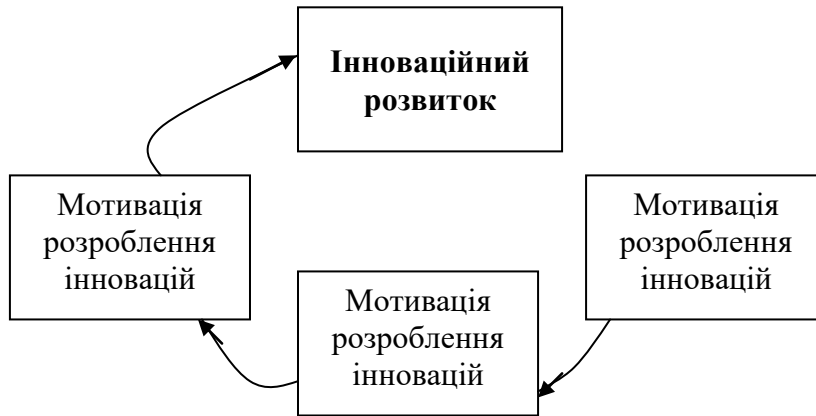 Інноваційний
розвиток
Мотивація
розроблення
інновацій
Мотивація
розроблення
інновацій
Мотивація
розроблення
інновацій